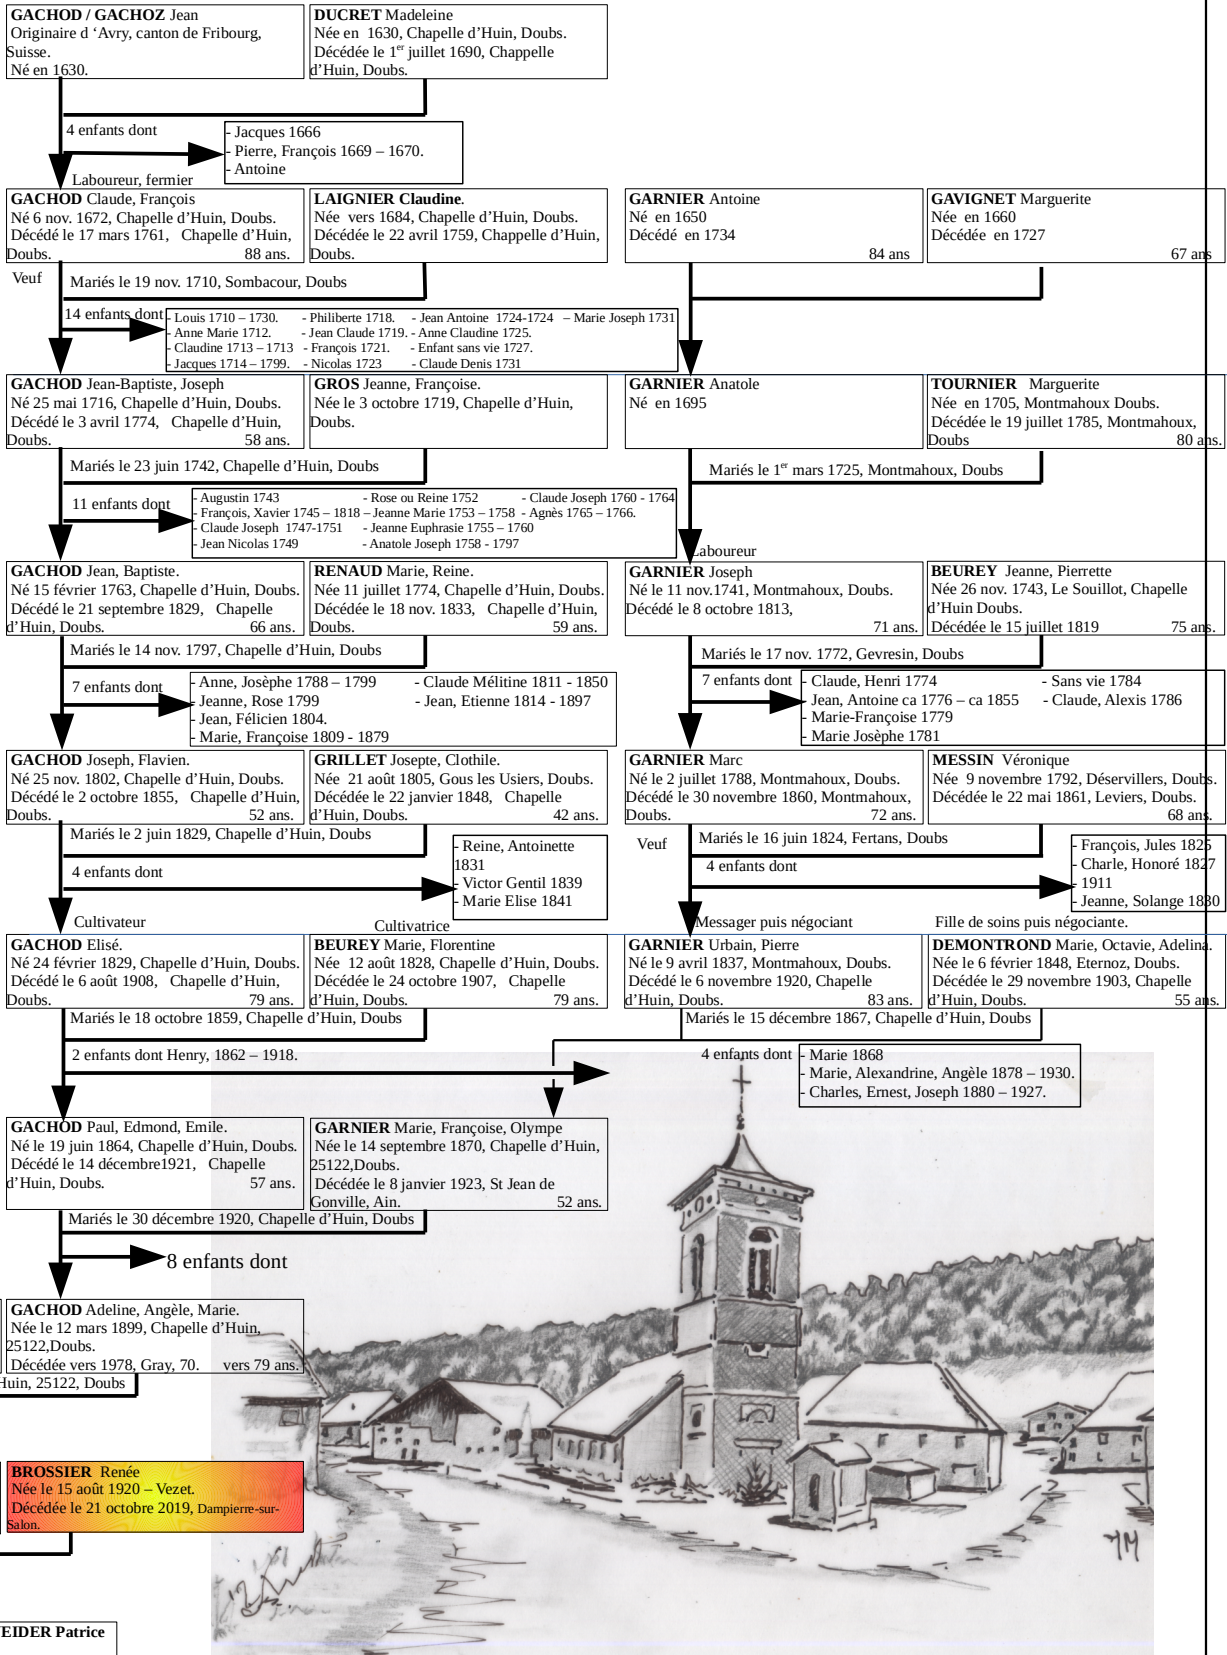 GACHOD / GACHOZ Jean
Originaire d ‘Avry, canton de Fribourg,
Suisse.
Né en 1630.
DUCRET Madeleine
Née en 1630, Chapelle d’Huin, Doubs.
Décédée le 1er juillet 1690, Chappelle
d’Huin, Doubs.
4 enfants dont
- Jacques 1666
- Pierre, François 1669 – 1670.
- Antoine
Laboureur, fermier
GACHOD Claude, François
Né 6 nov. 1672, Chapelle d’Huin, Doubs.
Décédé le 17 mars 1761, Chapelle d’Huin,
Doubs. 88 ans.
LAIGNIER Claudine.
Née vers 1684, Chapelle d’Huin, Doubs.
Décédée le 22 avril 1759, Chappelle d’Huin,
Doubs.
GARNIER Antoine
Né en 1650
Décédé en 1734
84 ans
GAVIGNET Marguerite
Née en 1660
Décédée en 1727
67 ans
Veuf
Mariés le 19 nov. 1710, Sombacour, Doubs
14 enfants dont
- Louis 1710 – 1730. - Philiberte 1718. - Jean Antoine 1724-1724 – Marie Joseph 1731
- Anne Marie 1712. - Jean Claude 1719. - Anne Claudine 1725.
- Claudine 1713 – 1713 - François 1721. - Enfant sans vie 1727.
- Jacques 1714 – 1799. - Nicolas 1723 - Claude Denis 1731
GACHOD Jean-Baptiste, Joseph
Né 25 mai 1716, Chapelle d’Huin, Doubs.
Décédé le 3 avril 1774, Chapelle d’Huin,
Doubs. 58 ans.
GROS Jeanne, Françoise.
Née le 3 octobre 1719, Chapelle d’Huin,
Doubs.
GARNIER Anatole
Né en 1695
TOURNIER Marguerite
Née en 1705, Montmahoux Doubs.
Décédée le 19 juillet 1785, Montmahoux,
Doubs 80 ans.
Mariés le 23 juin 1742, Chapelle d’Huin, Doubs
Mariés le 1er mars 1725, Montmahoux, Doubs
11 enfants dont
- Augustin 1743 - Rose ou Reine 1752 - Claude Joseph 1760 - 1764
- François, Xavier 1745 – 1818 – Jeanne Marie 1753 – 1758 - Agnès 1765 – 1766.
- Claude Joseph 1747-1751 - Jeanne Euphrasie 1755 – 1760
- Jean Nicolas 1749 - Anatole Joseph 1758 - 1797
Laboureur
GACHOD Jean, Baptiste.
Né 15 février 1763, Chapelle d’Huin, Doubs.
Décédé le 21 septembre 1829, Chapelle
d’Huin, Doubs. 66 ans.
RENAUD Marie, Reine.
Née 11 juillet 1774, Chapelle d’Huin, Doubs.
Décédée le 18 nov. 1833, Chapelle d’Huin,
Doubs. 59 ans.
GARNIER Joseph
Né le 11 nov.1741, Montmahoux, Doubs.
Décédé le 8 octobre 1813,
71 ans.
BEUREY Jeanne, Pierrette
Née 26 nov. 1743, Le Souillot, Chapelle
d’Huin Doubs.
Décédée le 15 juillet 1819 75 ans.
Mariés le 14 nov. 1797, Chapelle d’Huin, Doubs
Mariés le 17 nov. 1772, Gevresin, Doubs
7 enfants dont
- Anne, Josèphe 1788 – 1799 - Claude Mélitine 1811 - 1850
- Jeanne, Rose 1799 - Jean, Etienne 1814 - 1897
- Jean, Félicien 1804.
- Marie, Françoise 1809 - 1879
7 enfants dont
- Claude, Henri 1774 - Sans vie 1784
- Jean, Antoine ca 1776 – ca 1855 - Claude, Alexis 1786
- Marie-Françoise 1779
- Marie Josèphe 1781
GACHOD Joseph, Flavien.
Né 25 nov. 1802, Chapelle d’Huin, Doubs.
Décédé le 2 octobre 1855, Chapelle d’Huin,
Doubs. 52 ans.
GRILLET Josepte, Clothile.
Née 21 août 1805, Gous les Usiers, Doubs.
Décédée le 22 janvier 1848, Chapelle
d’Huin, Doubs. 42 ans.
GARNIER Marc
Né le 2 juillet 1788, Montmahoux, Doubs.
Décédé le 30 novembre 1860, Montmahoux,
Doubs. 72 ans.
MESSIN Véronique
Née 9 novembre 1792, Déservillers, Doubs.
Décédée le 22 mai 1861, Leviers, Doubs.
68 ans.
Mariés le 2 juin 1829, Chapelle d’Huin, Doubs
Veuf
Mariés le 16 juin 1824, Fertans, Doubs
4 enfants dont
- Reine, Antoinette
1831
- Victor Gentil 1839
- Marie Elise 1841
4 enfants dont
- François, Jules 1825
- Charle, Honoré 1827
- 1911
- Jeanne, Solange 1830
Cultivateur
Cultivatrice
Messager puis négociant
Fille de soins puis négociante.
GACHOD Elisé.
Né 24 février 1829, Chapelle d’Huin, Doubs.
Décédé le 6 août 1908, Chapelle d’Huin,
Doubs. 79 ans.
BEUREY Marie, Florentine
Née 12 août 1828, Chapelle d’Huin, Doubs.
Décédée le 24 octobre 1907, Chapelle
d’Huin, Doubs. 79 ans.
GARNIER Urbain, Pierre
Né le 9 avril 1837, Montmahoux, Doubs.
Décédé le 6 novembre 1920, Chapelle
d’Huin, Doubs. 83 ans.
DEMONTROND Marie, Octavie, Adelina.
Née le 6 février 1848, Eternoz, Doubs.
Décédée le 29 novembre 1903, Chapelle
d’Huin, Doubs. 55 ans.
Mariés le 18 octobre 1859, Chapelle d’Huin, Doubs
Mariés le 15 décembre 1867, Chapelle d’Huin, Doubs
2 enfants dont Henry, 1862 – 1918.
4 enfants dont
- Marie 1868
- Marie, Alexandrine, Angèle 1878 – 1930.
- Charles, Ernest, Joseph 1880 – 1927.
GACHOD Paul, Edmond, Emile.
Né le 19 juin 1864, Chapelle d’Huin, Doubs.
Décédé le 14 décembre1921, Chapelle
d’Huin, Doubs. 57 ans.
GARNIER Marie, Françoise, Olympe
Née le 14 septembre 1870, Chapelle d’Huin,
25122,Doubs.
Décédée le 8 janvier 1923, St Jean de
Gonville, Ain. 52 ans.
Mariés le 30 décembre 1920, Chapelle d’Huin, Doubs
8 enfants dont
GACHOD Adeline, Angèle, Marie.
Née le 12 mars 1899, Chapelle d’Huin,
25122,Doubs.
Décédée vers 1978, Gray, 70. vers 79 ans.
Huin, 25122, Doubs
BROSSIER Renée
Née le 15 août 1920 – Vezet.
Décédée le 21 octobre 2019, Dampierre-sur-
Salon.
EIDER Patrice